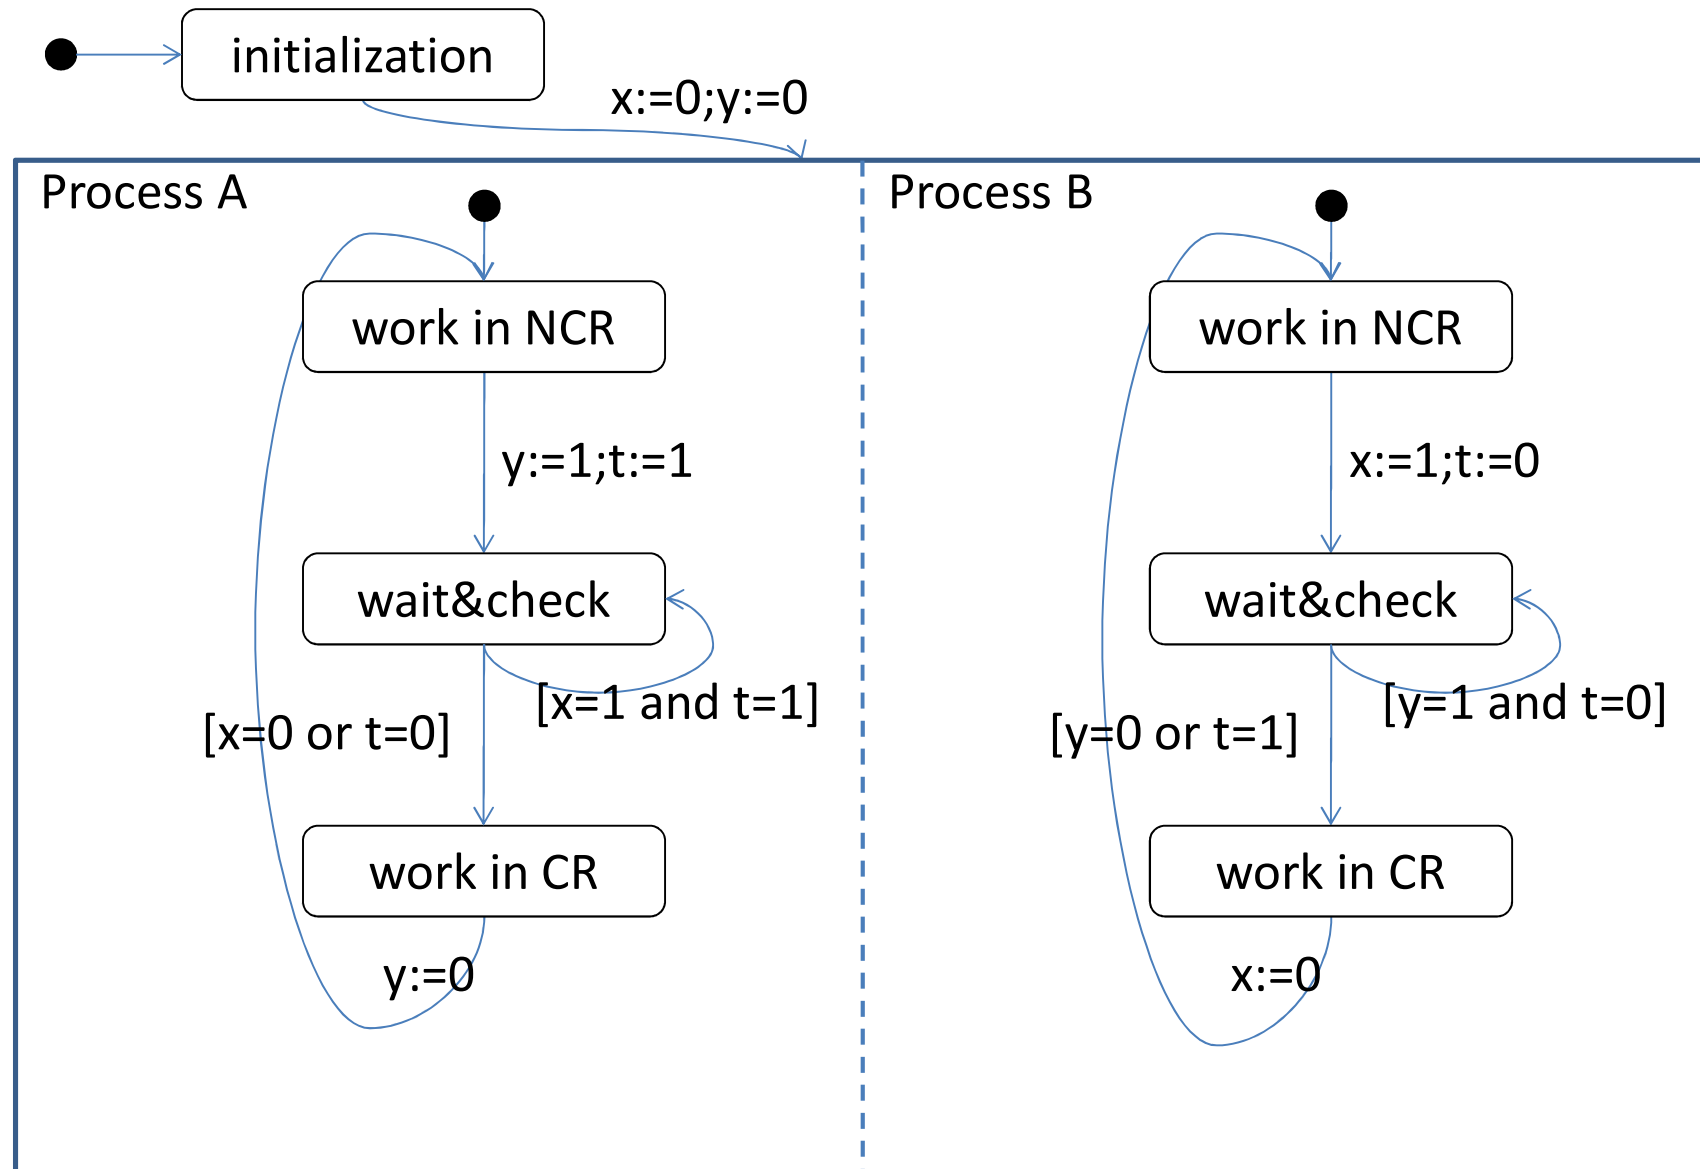 initialization
x:=0;y:=0
Process A
work in NCR
y:=1;t:=1
wait&check
[x=1 and t=1]
[x=0 or t=0]
work in CR
y:=0
Process B
work in NCR
x:=1;t:=0
wait&check
[y=1 and t=0]
[y=0 or t=1]
work in CR
x:=0